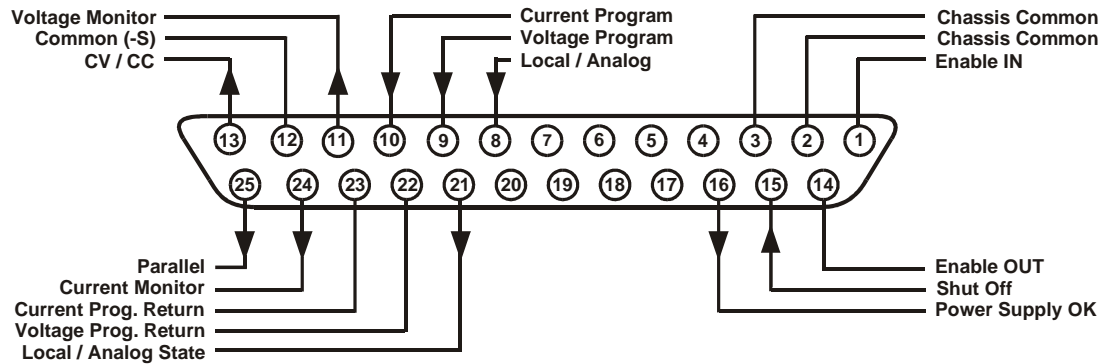 Voltage Monitor
Common (-S)
CV / CC
Current Program
Voltage Program
Local / Analog
Chassis Common
Chassis Common
Enable IN
13 12 11 10 9 8 7 6 5 4 3 2 1
25 24 23 22 21 20 19 18 17 16 15 14
Parallel
Current Monitor
Current Prog. Return
Voltage Prog. Return
Local / Analog State
Enable OUT
Shut Off
Power Supply OK